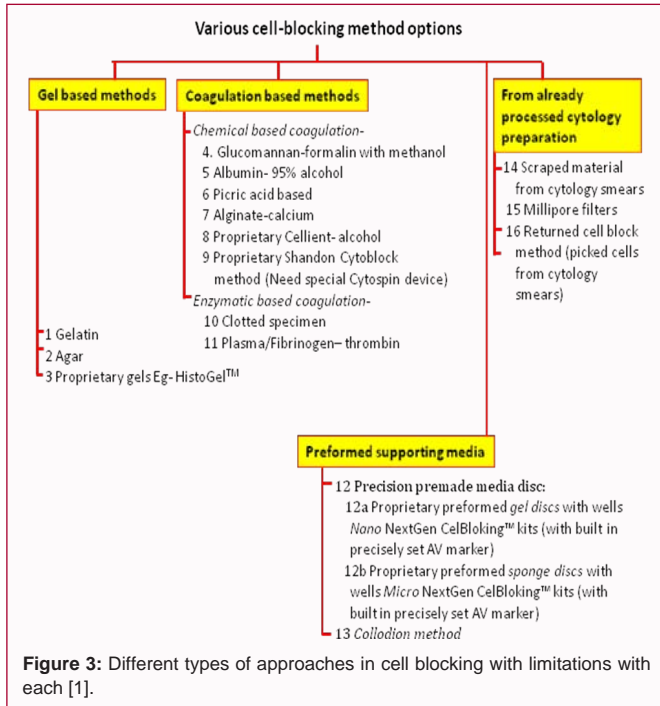 Various cell-blocking method options
Gel based methods
1 Gelatin
2 Agar
3 Proprietary gels Eg- HistoGel™
Coagulation based methods
Chemical based coagulation-
4. Glucomannan-formalin with methanol
5 Albumin- 95% alcohol
6 Picric acid based
7 Alginate-calcium
8 Proprietary Cellient- alcohol
9 Proprietary Shandon Cytoblock
method (Need special Cytospin device)
Enzymatic based coagulation-
10 Clotted specimen
11 Plasma/Fibrinogen– thrombin
Preformed supporting media
12 Precision premade media disc:
12a Proprietary preformed gel discs with wells
Nano NextGen CelBloking™ kits (with built in
precisely set AV marker)
12b Proprietary preformed sponge discs with
wells Micro NextGen CelBloking™ kits (with
built in precisely set AV marker)
13 Collodion method
From already
processed cytology
preparation
14 Scraped material
from cytology smears
15 Millipore filters
16 Returned cell block
method (picked cells
from cytology
smears)
Figure 3: Different types of approaches in cell blocking with limitations with
each [1].